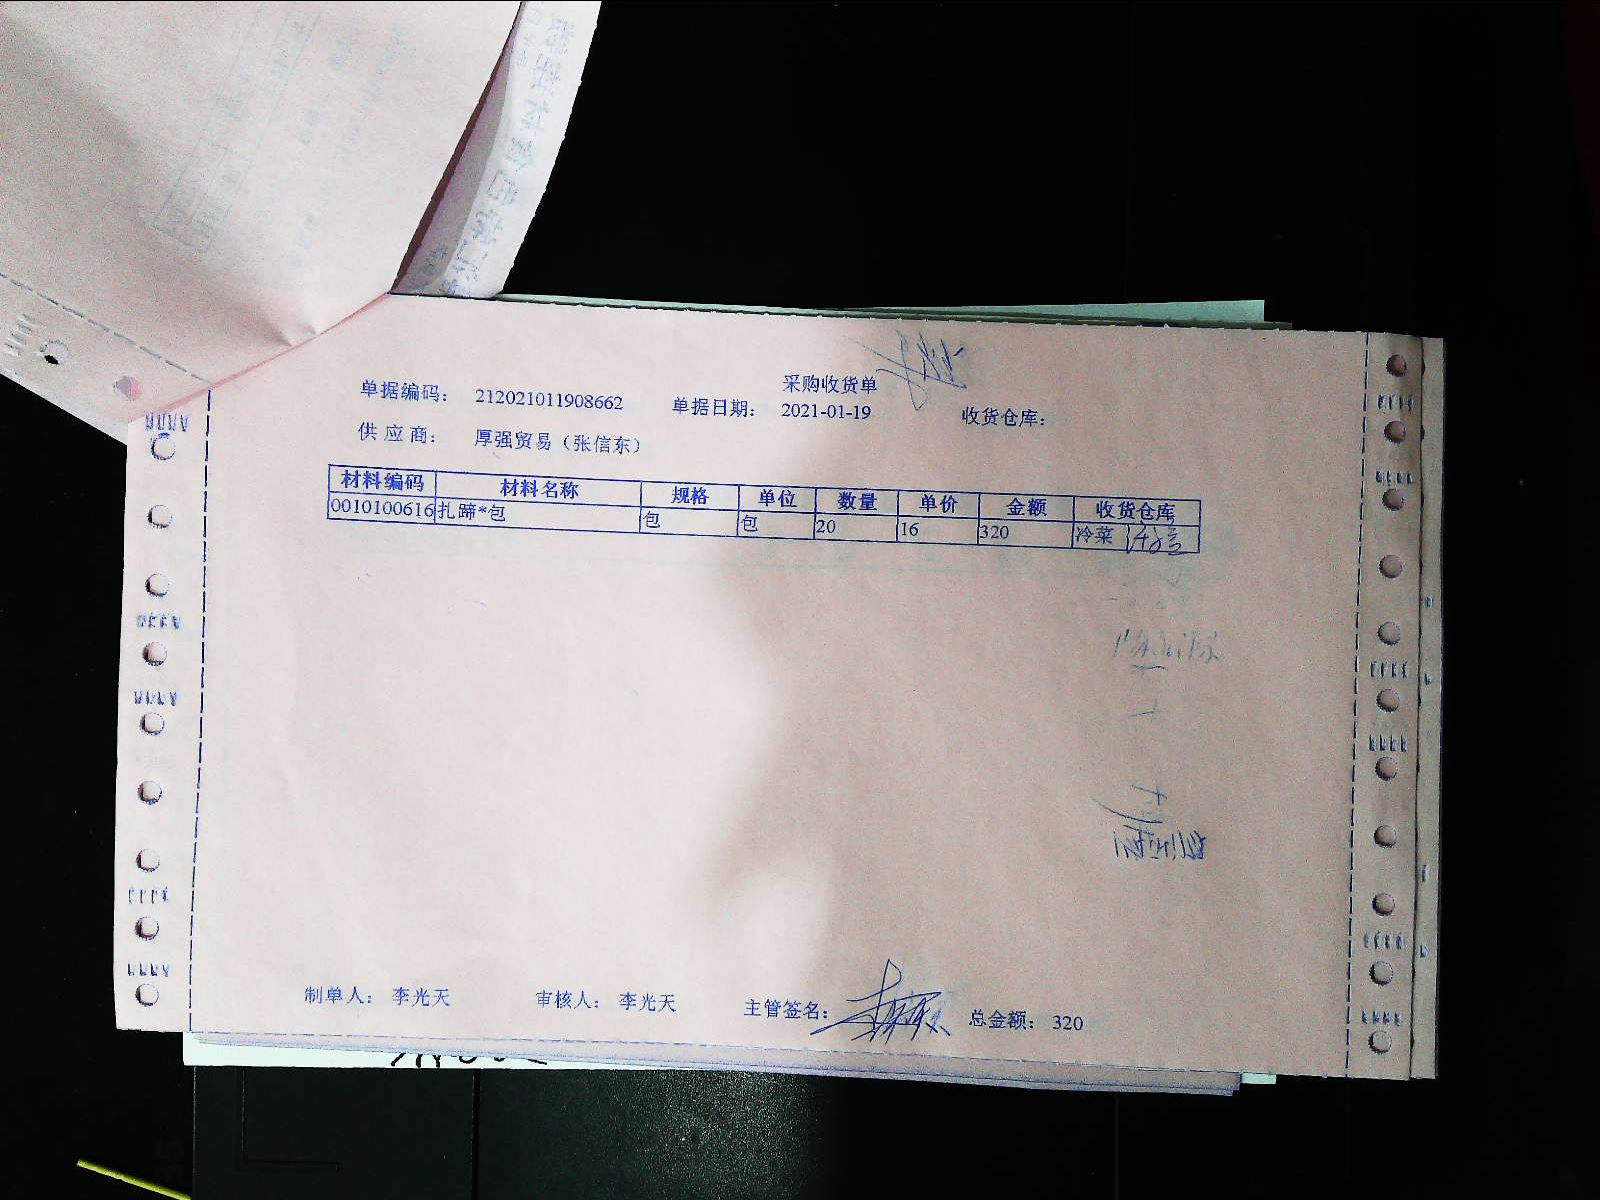 采购收货单
单据编码： 212021011908662 单据日期： 2021-01-19 收货仓库：
供 应 商： 厚强贸易（张信东）
材料编码 材料名称 规格 单位 数量 单价 金额 收货仓库
0010100616 扎蹄*包 包 包 20 16 320 冷菜
制单人： 李光天 审核人： 李光天 主管签名： 总金额： 320